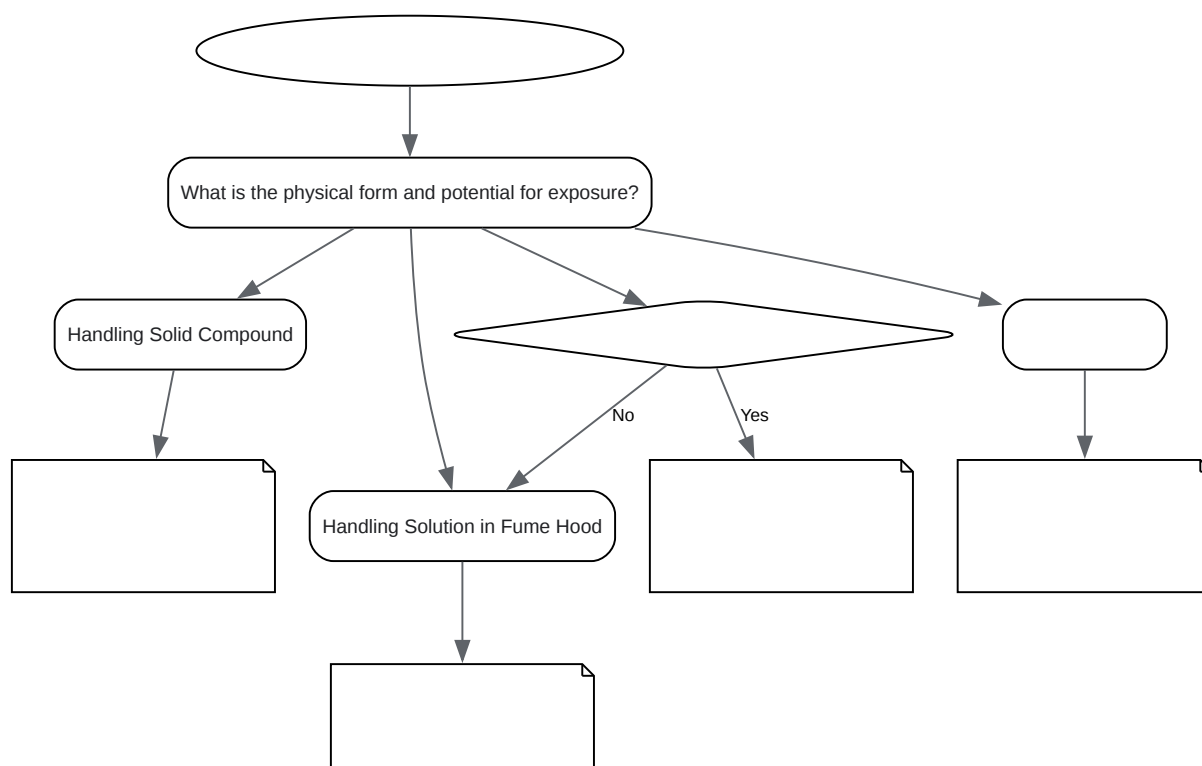 What is the physical form and potential for exposure?
Handling Solid Compound
No
Yes
Handling Solution in Fume Hood